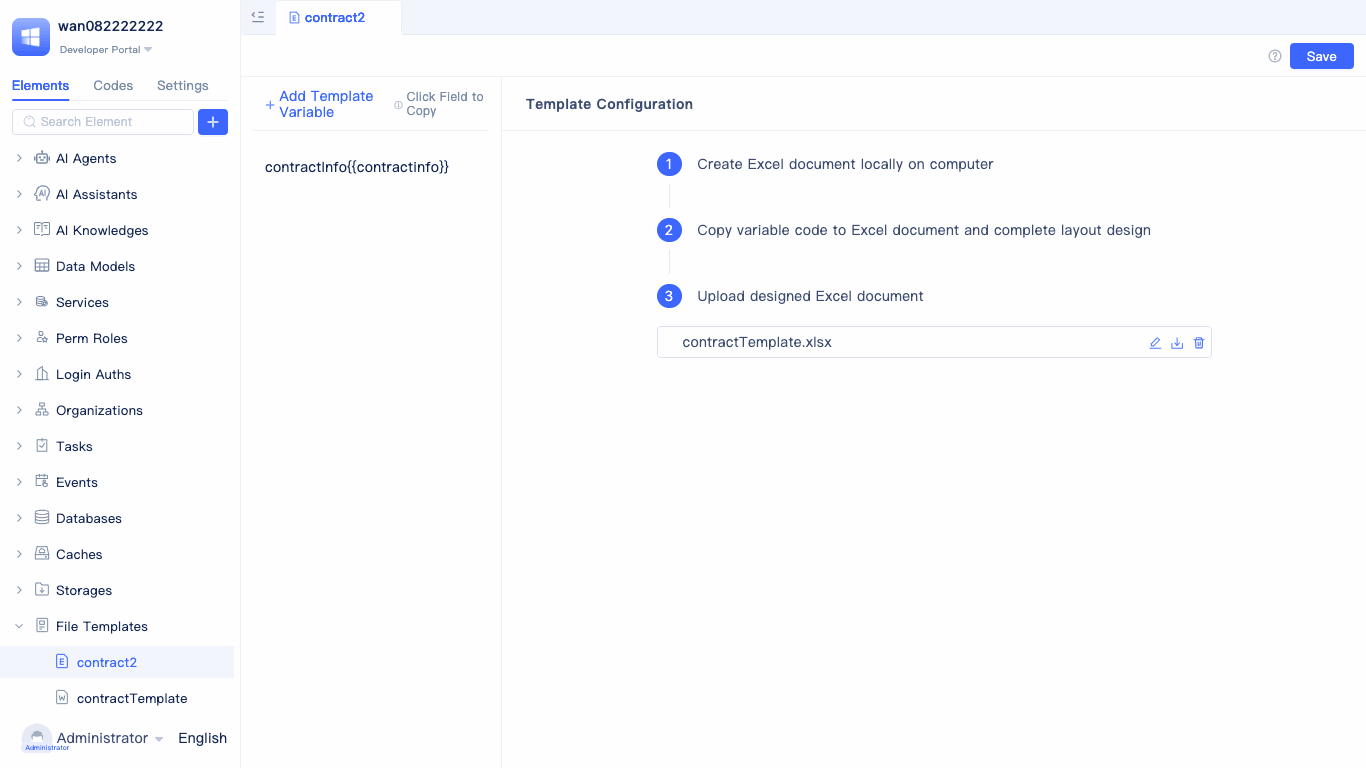 wan082222222
Developer Portal
Elements Codes Settings
Search Element
AI Agents
AI Assistants
AI Knowledges
Data Models
Services
Perm Roles
Login Auths
Organizations
Tasks
Events
Databases
Caches
Storages
File Templates
contract2
contractTemplate
Administrator
Administrator
English
contract2
Save
+ Add Template
Variable
Click Field to
Copy
contractInfo{{contractinfo}}
Template Configuration
1 Create Excel document locally on computer
2 Copy variable code to Excel document and complete layout design
3 Upload designed Excel document
contractTemplate.xlsx